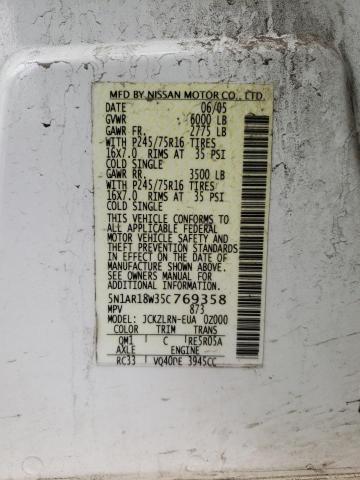 MFD BY NISSAN MOTOR CO., LTD.
DATE 06/05
GVWR 6000 LB
GAWR FR. 2775 LB
WITH P245/75R16 TIRES
16X7.0 RIMS AT 35 PSI
COLD SINGLE
GAWR RR. 3500 LB
WITH P245/75R16 TIRES
16X7.0 RIMS AT 35 PSI
COLD SINGLE
THIS VEHICLE CONFORMS TO
ALL APPLICABLE FEDERAL
MOTOR VEHICLE SAFETY AND
THEFT PREVENTION STANDARDS
IN EFFECT ON THE DATE OF
MANUFACTURE SHOWN ABOVE.
SEE OWNER'S MANUAL FOR
ADDITIONAL INFORMATION.
5N1AR18W35C769358
MPV 873
MODEL JCKZLRN-EUA 0Z000
COLOR TRIM TRANS
QM1 C RE5R05A
AXLE ENGINE
RC33 VQ40DE 3945CC